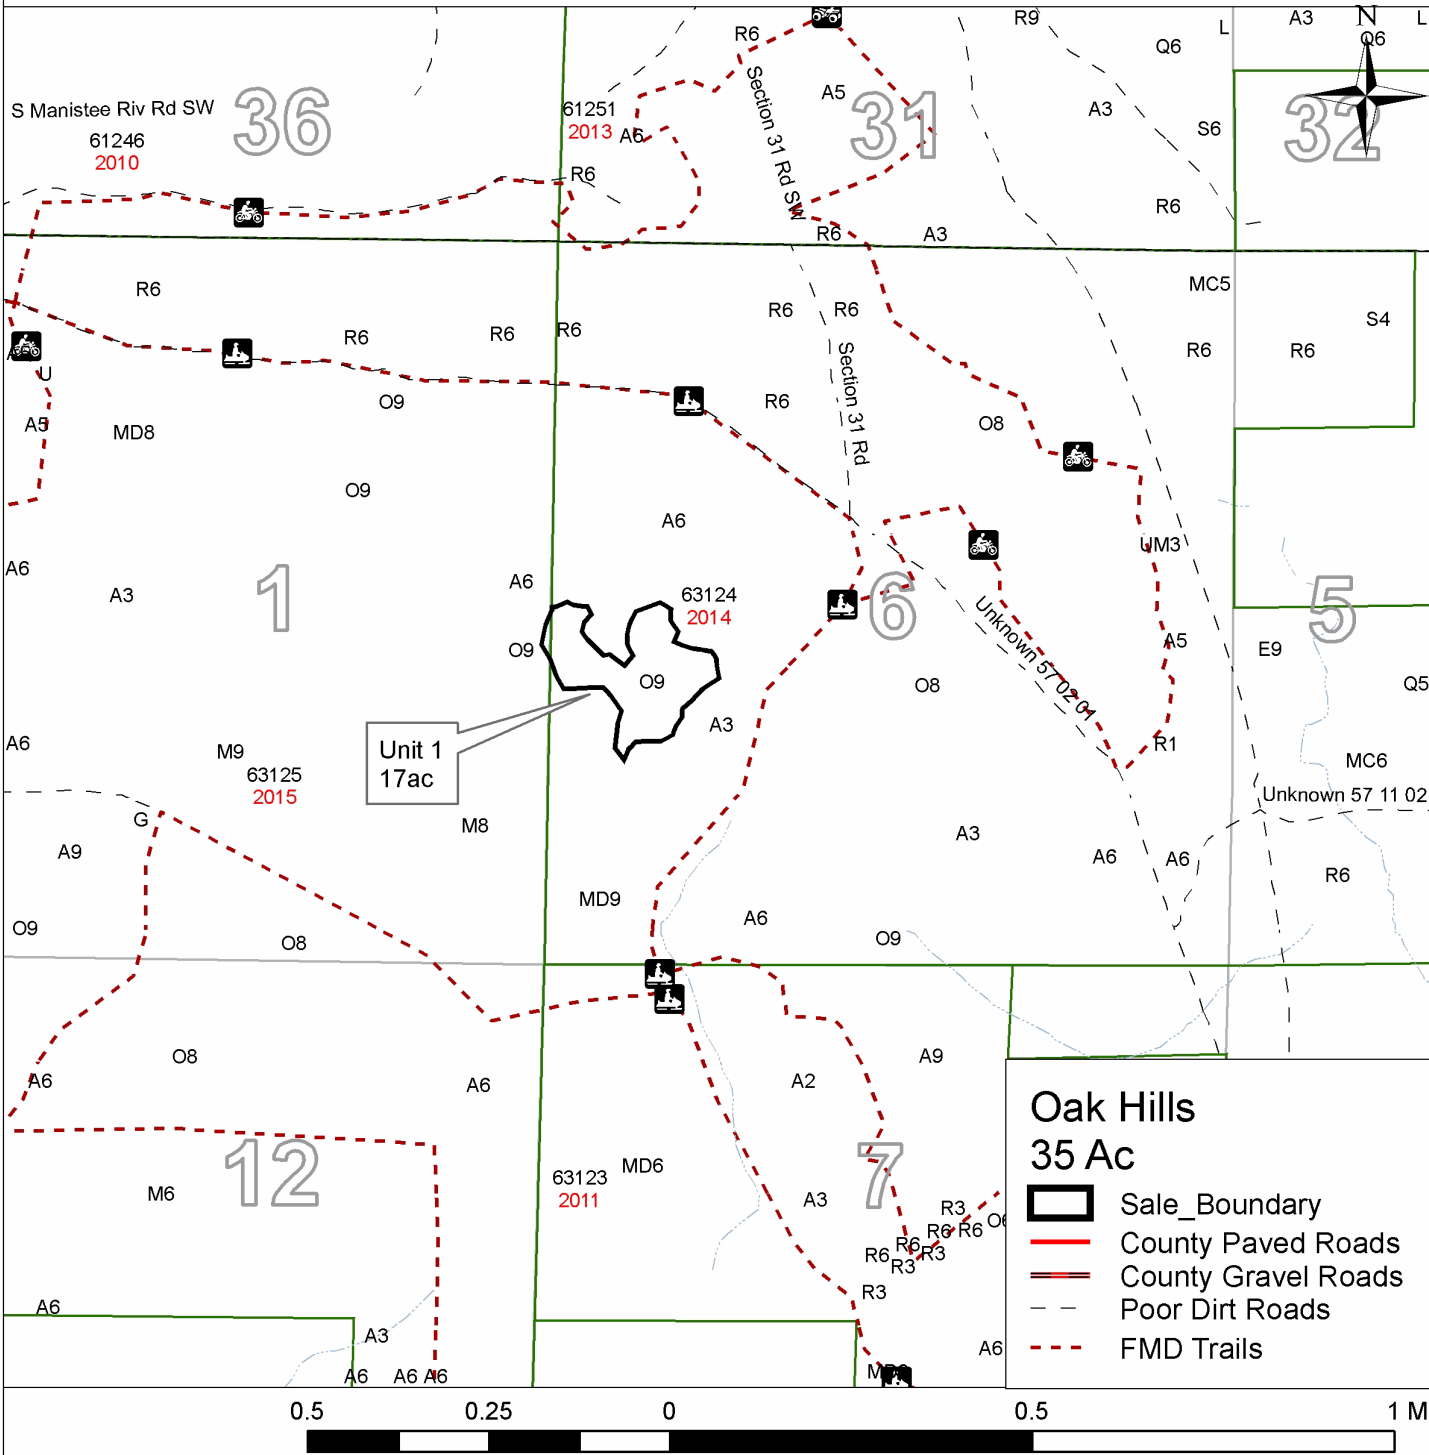 R6
R9
L
A3
N
L
Q6
Q6
S Manistee Riv Rd SW
61246
2010
36
61251
2013
A6
R6
Section 31 Rd SW
A5
31
A3
S6
32
R6
R6
A3
R6
R6
R6
R6
R6
R6
MC5
S4
R6
R6
U
A5
MD8
O9
O9
R6
Section 31 Rd
O8
A6
UM3
A6
A3
1
A6
63124
2014
6
5
O9
O9
Unknown 57 02 01
O8
A5
E9
Q5
A3
R1
A6
M9
63125
2015
Unit 1
17ac
MC6
Unknown 57 11 02
G
M8
A9
A3
A6
A6
R6
MD9
A6
O9
O9
O8
O8
A6
A6
A2
A9
12
M6
63123
2011
MD6
7
A3
R3
R6
R6
R6
R3
R6
R3
R3
A6
A3
A6
A6
A6
A6
Oak Hills
35 Ac
Sale_Boundary
County Paved Roads
County Gravel Roads
Poor Dirt Roads
FMD Trails
0.5
0.25
0
0.5
1 M